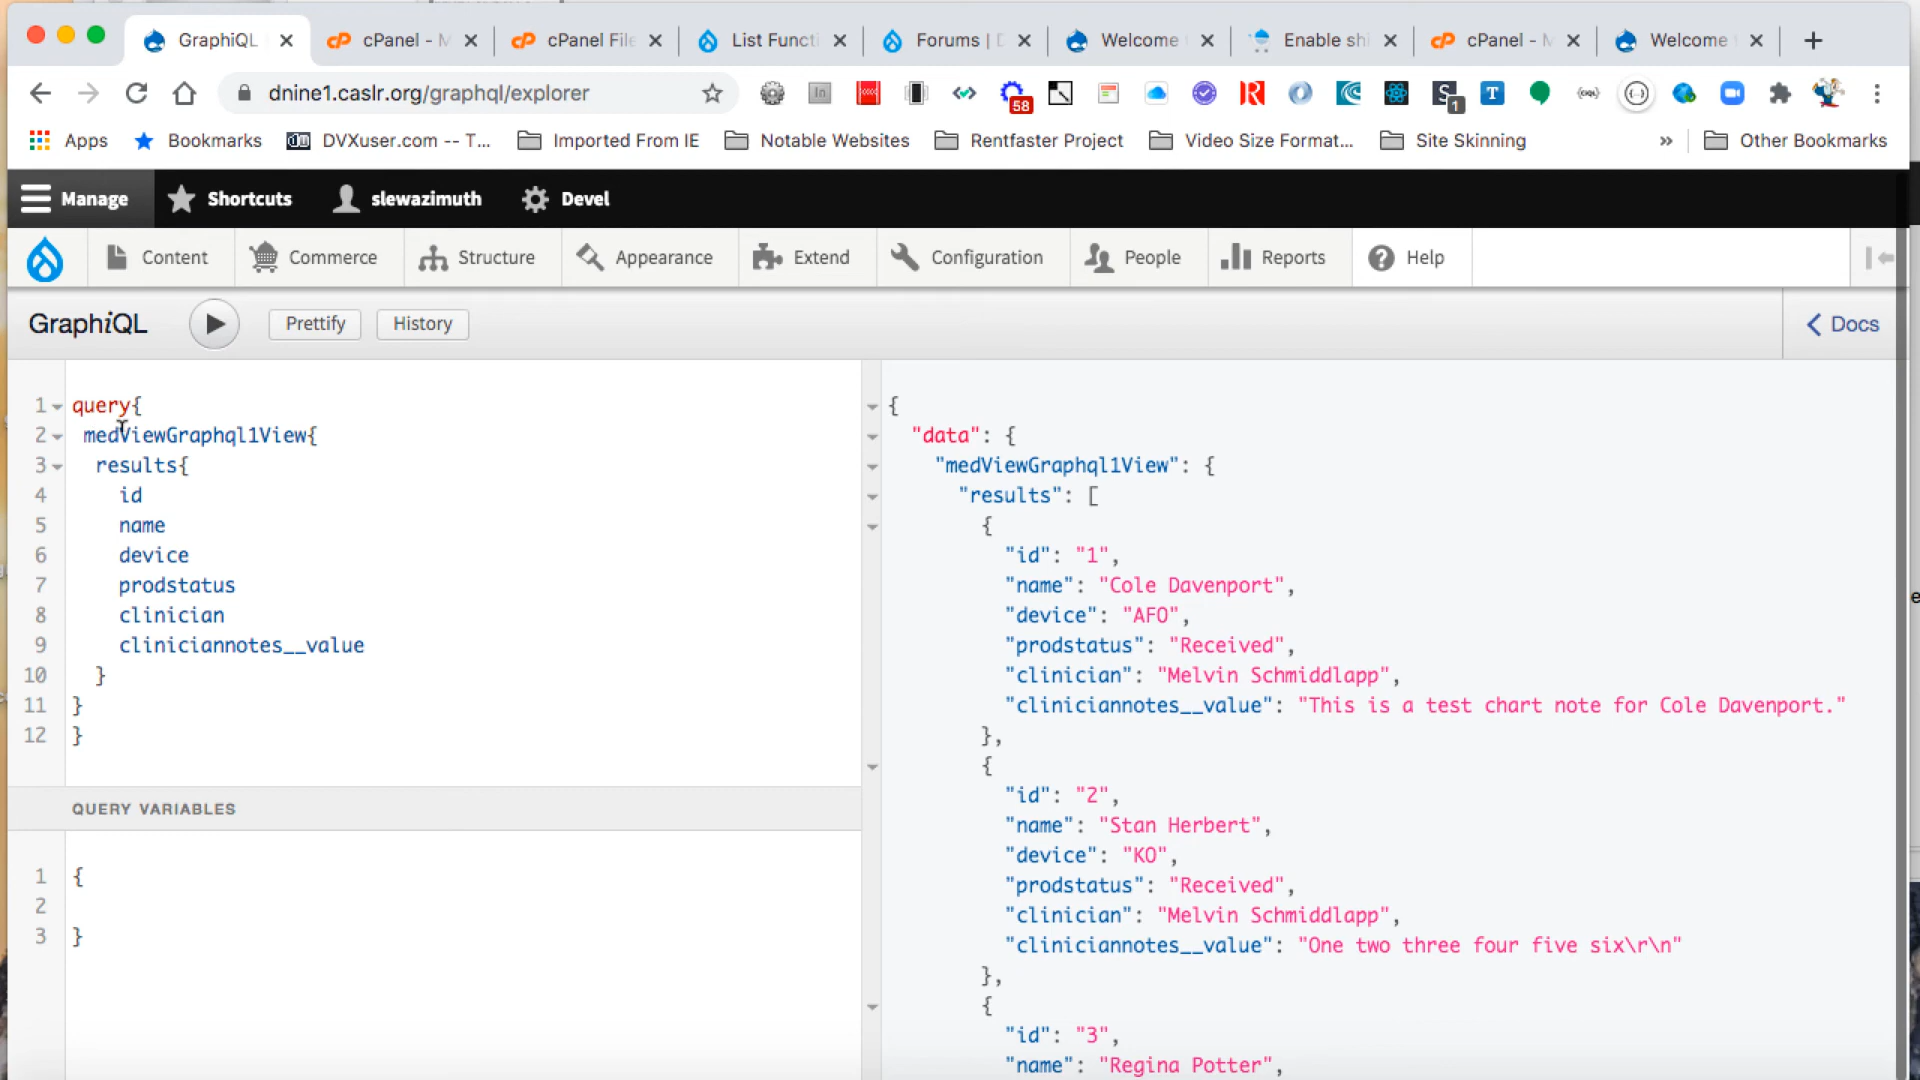 GraphiQL
cPanel - M
cPanel File
List Functi
Forums | D
Welcome
Enable shi
cPanel - M
Welcome
dnine1.caslr.org/graphql/explorer
58
1
Apps
Bookmarks
DVXuser.com -- T...
Imported From IE
Notable Websites
Rentfaster Project
Video Size Format...
Site Skinning
»
Other Bookmarks
Manage
Shortcuts
slewazimuth
Devel
Content
Commerce
Structure
Appearance
Extend
Configuration
People
Reports
Help
GraphiQL
Prettify
History
Docs
1 query{
2 medViewGraphql1View{
3 results{
4 id
5 name
6 device
7 prodstatus
8 clinician
9 cliniciannotes__value
10 }
11 }
12 }
QUERY VARIABLES
1 {
2
3 }
{
"data": {
"medViewGraphql1View": {
"results": [
{
"id": "1",
"name": "Cole Davenport",
"device": "AFO",
"prodstatus": "Received",
"clinician": "Melvin Schmiddlapp",
"cliniciannotes__value": "This is a test chart note for Cole Davenport."
},
{
"id": "2",
"name": "Stan Herbert",
"device": "KO",
"prodstatus": "Received",
"clinician": "Melvin Schmiddlapp",
"cliniciannotes__value": "One two three four five six\r\n"
},
{
"id": "3",
"name": "Regina Potter",